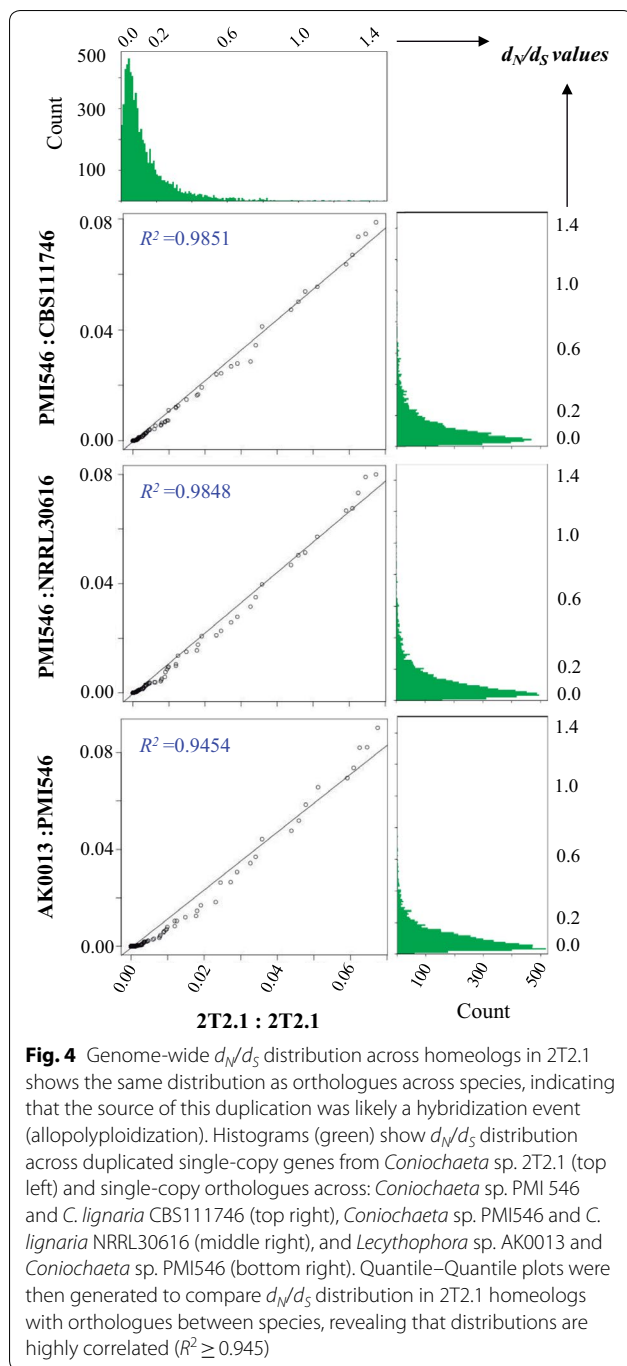 0.0 0.2 0.6 1.0 1.4
dN/dS values
500
300
100
Count
PMI546 :CBS111746
0.08
0.04
0.00
R² =0.9851
1.4
1.0
0.6
0.2
0.0
PMI546 :NRRL30616
0.08
0.04
0.00
R² =0.9848
1.4
1.0
0.6
0.2
0.0
AK0013 :PMI546
0.08
0.04
0.00
R² =0.9454
1.4
1.0
0.6
0.2
0.0
0.00 0.02 0.04 0.06
2T2.1 : 2T2.1
100 300 500
Count
Fig. 4 Genome-wide dN/dS distribution across homeologs in 2T2.1
shows the same distribution as orthologues across species, indicating
that the source of this duplication was likely a hybridization event
(allopolyploidization). Histograms (green) show dN/dS distribution
across duplicated single-copy genes from Coniochaeta sp. 2T2.1 (top
left) and single-copy orthologues across: Coniochaeta sp. PMI 546
and C. lignaria CBS111746 (top right), Coniochaeta sp. PMI546 and C.
lignaria NRRL30616 (middle right), and Lecythophora sp. AK0013 and
Coniochaeta sp. PMI546 (bottom right). Quantile–Quantile plots were
then generated to compare dN/dS distribution in 2T2.1 homeologs
with orthologues between species, revealing that distributions are
highly correlated (R² ≥ 0.945)